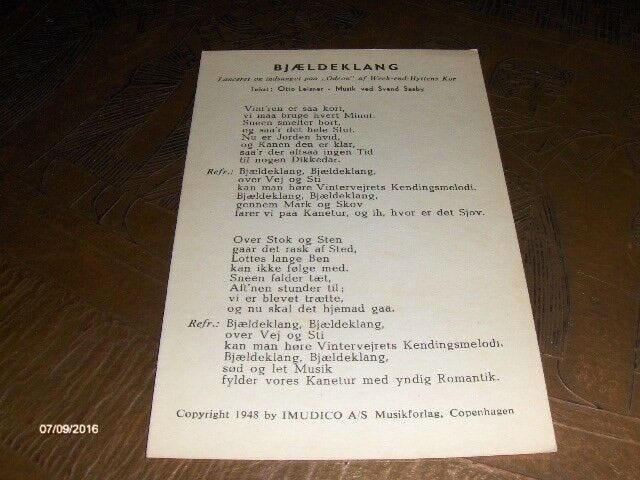 BJÆLDEKLANG
Lanceret og indsunget paa „Odeon" af Week-end-Hyttens Kor
Tekst: Otto Leisner - Musik ved Svend Saaby
Vint'ren er saa kort,
vi maa bruge hvert Minut.
Sneen smelter bort,
og saa'r det hele Slut.
Nu er Jorden hvid,
og Kanen den er klar,
saa'r der altsaa ingen Tid
til nogen Dikkedar.
Refr.: Bjældeklang, Bjældeklang,
over Vej og Sti
kan man høre Vintervejrets Kendingsmelodi.
Bjældeklang, Bjældeklang,
gennem Mark og Skov
farer vi paa Kanetur, og ih, hvor er det Sjov.
Over Stok og Sten
gaar det rask af Sted,
Lottes lange Ben
kan ikke følge med.
Sneen falder tæt,
Aft'nen stunder til;
vi er blevet trætte,
og nu skal det hjemad gaa.
Refr.: Bjældeklang, Bjældeklang,
over Vej og Sti
kan man høre Vintervejrets Kendingsmelodi.
Bjældeklang, Bjældeklang,
sød og let Musik
fylder vores Kanetur med yndig Romantik.
Copyright 1948 by IMUDICO A/S Musikforlag, Copenhagen
07/09/2016